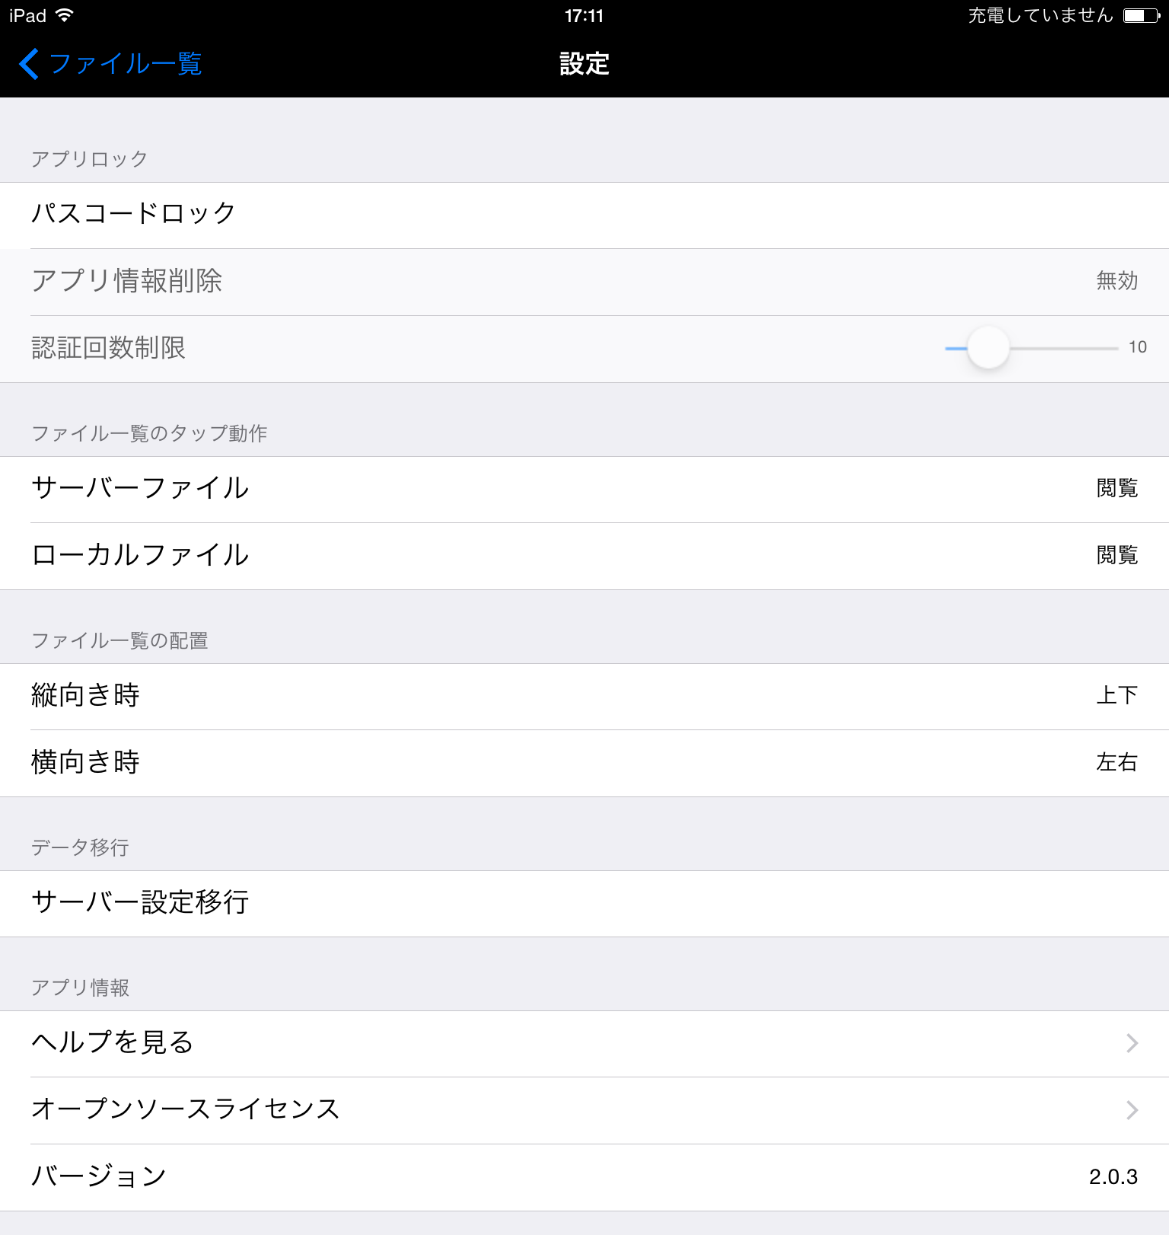 iPad 17:11 充電していません
ファイル一覧 設定
アプリロック
パスコードロック
アプリ情報削除 無効
認証回数制限 10
ファイル一覧のタップ動作
サーバーファイル 閲覧
ローカルファイル 閲覧
ファイル一覧の配置
縦向き時 上下
横向き時 左右
データ移行
サーバー設定移行
アプリ情報
ヘルプを見る
オープンソースライセンス
バージョン 2.0.3